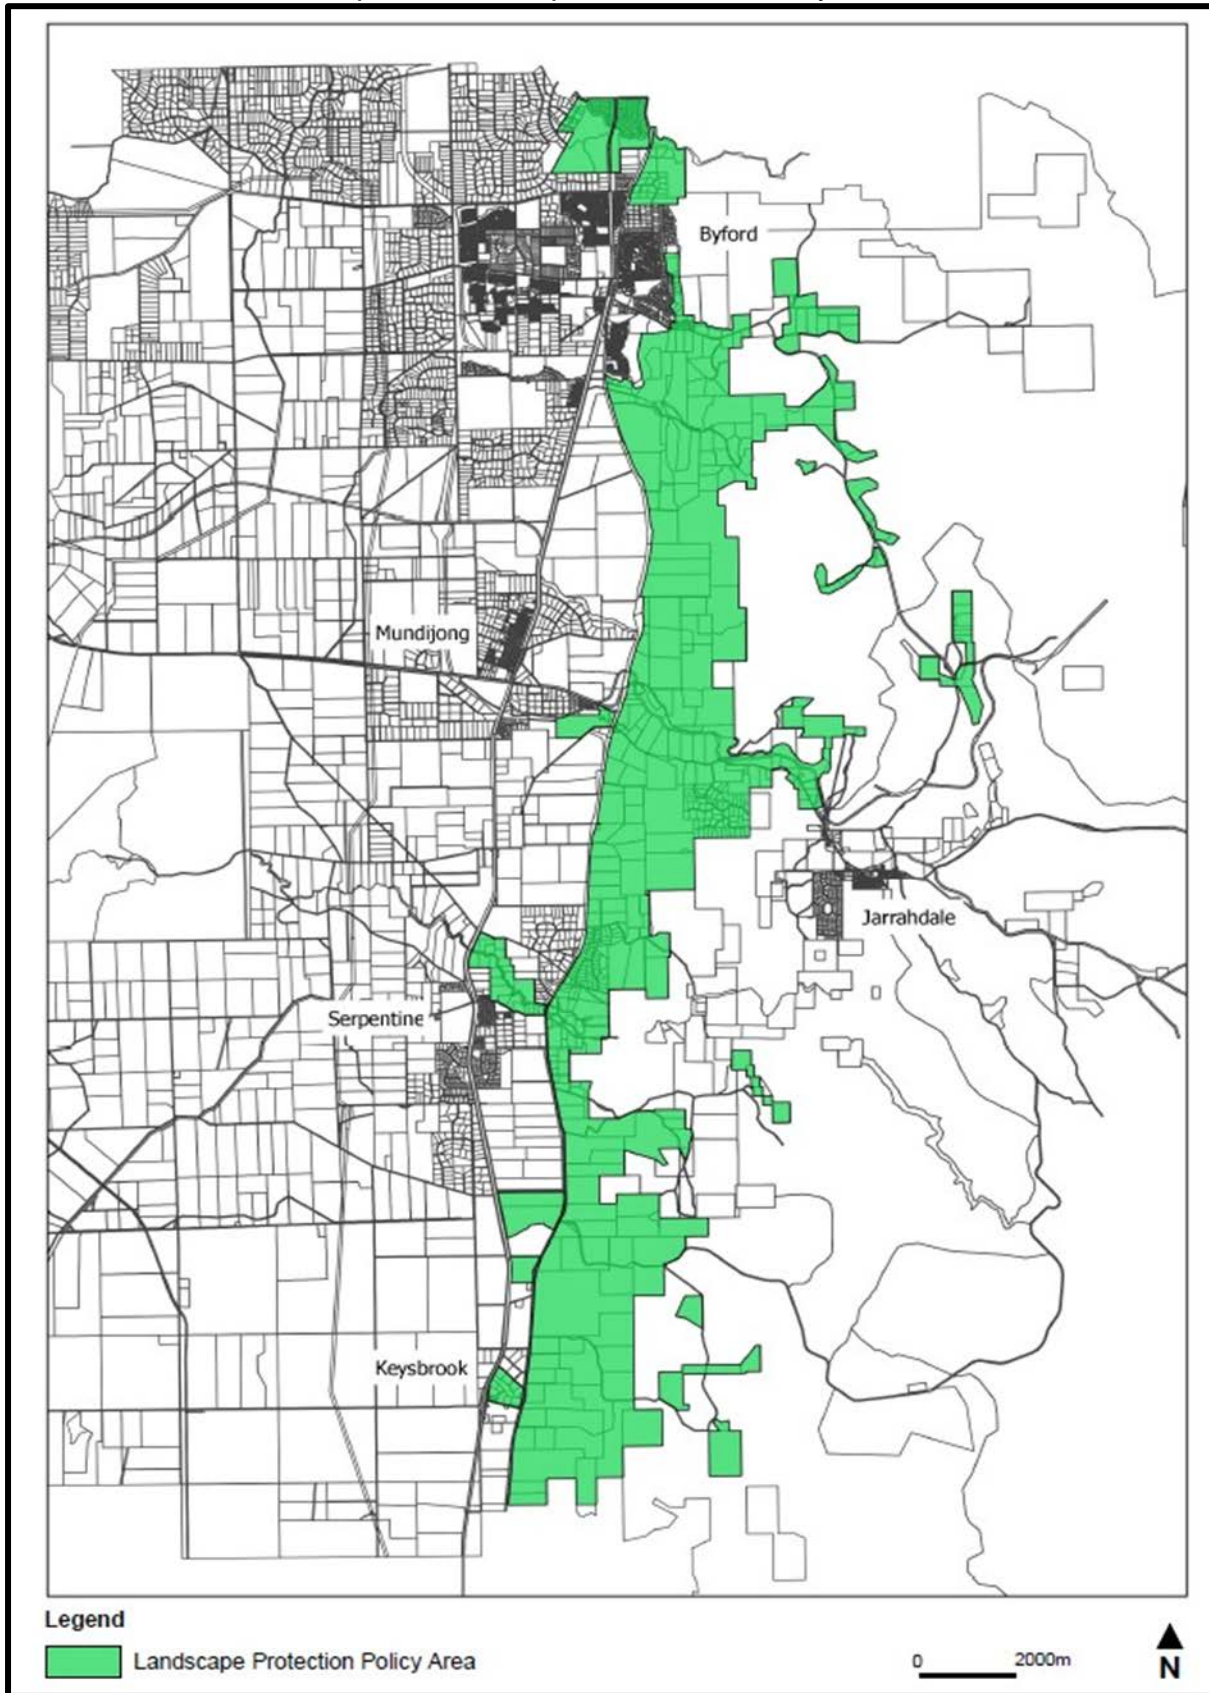 Byford
Mundijong
Jarrahdale
Serpentine
Keysbrook
Legend
Landscape Protection Policy Area
0 2000m
N